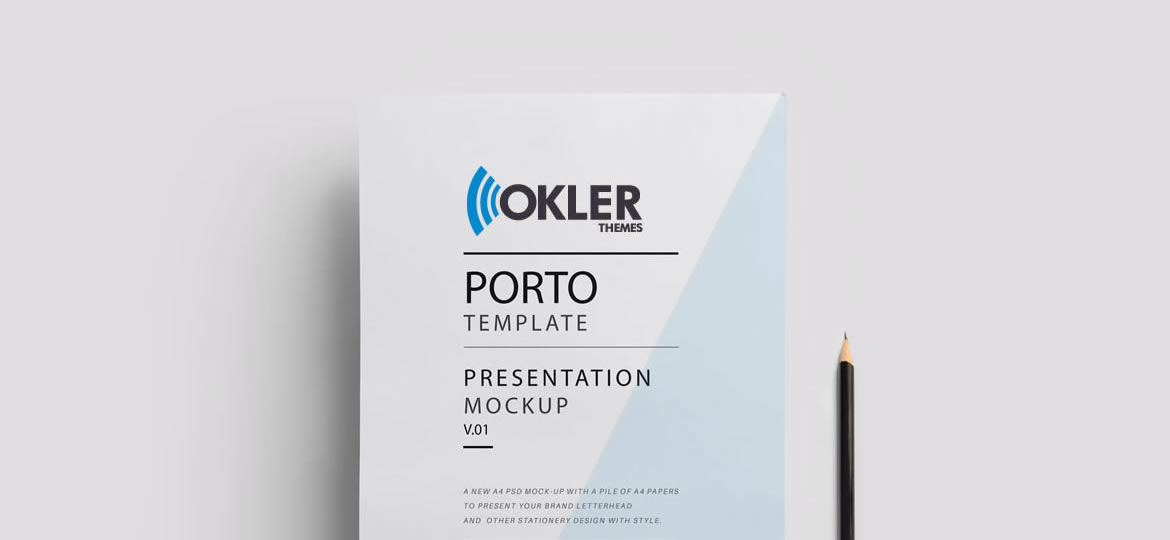 OKLER
THEMES
PORTO
TEMPLATE
PRESENTATION
MOCKUP
V.01
A NEW A4 PSD MOCK-UP WITH A PILE OF A4 PAPERS
TO PRESENT YOUR BRAND LETTERHEAD
AND OTHER STATIONERY DESIGN WITH STYLE.